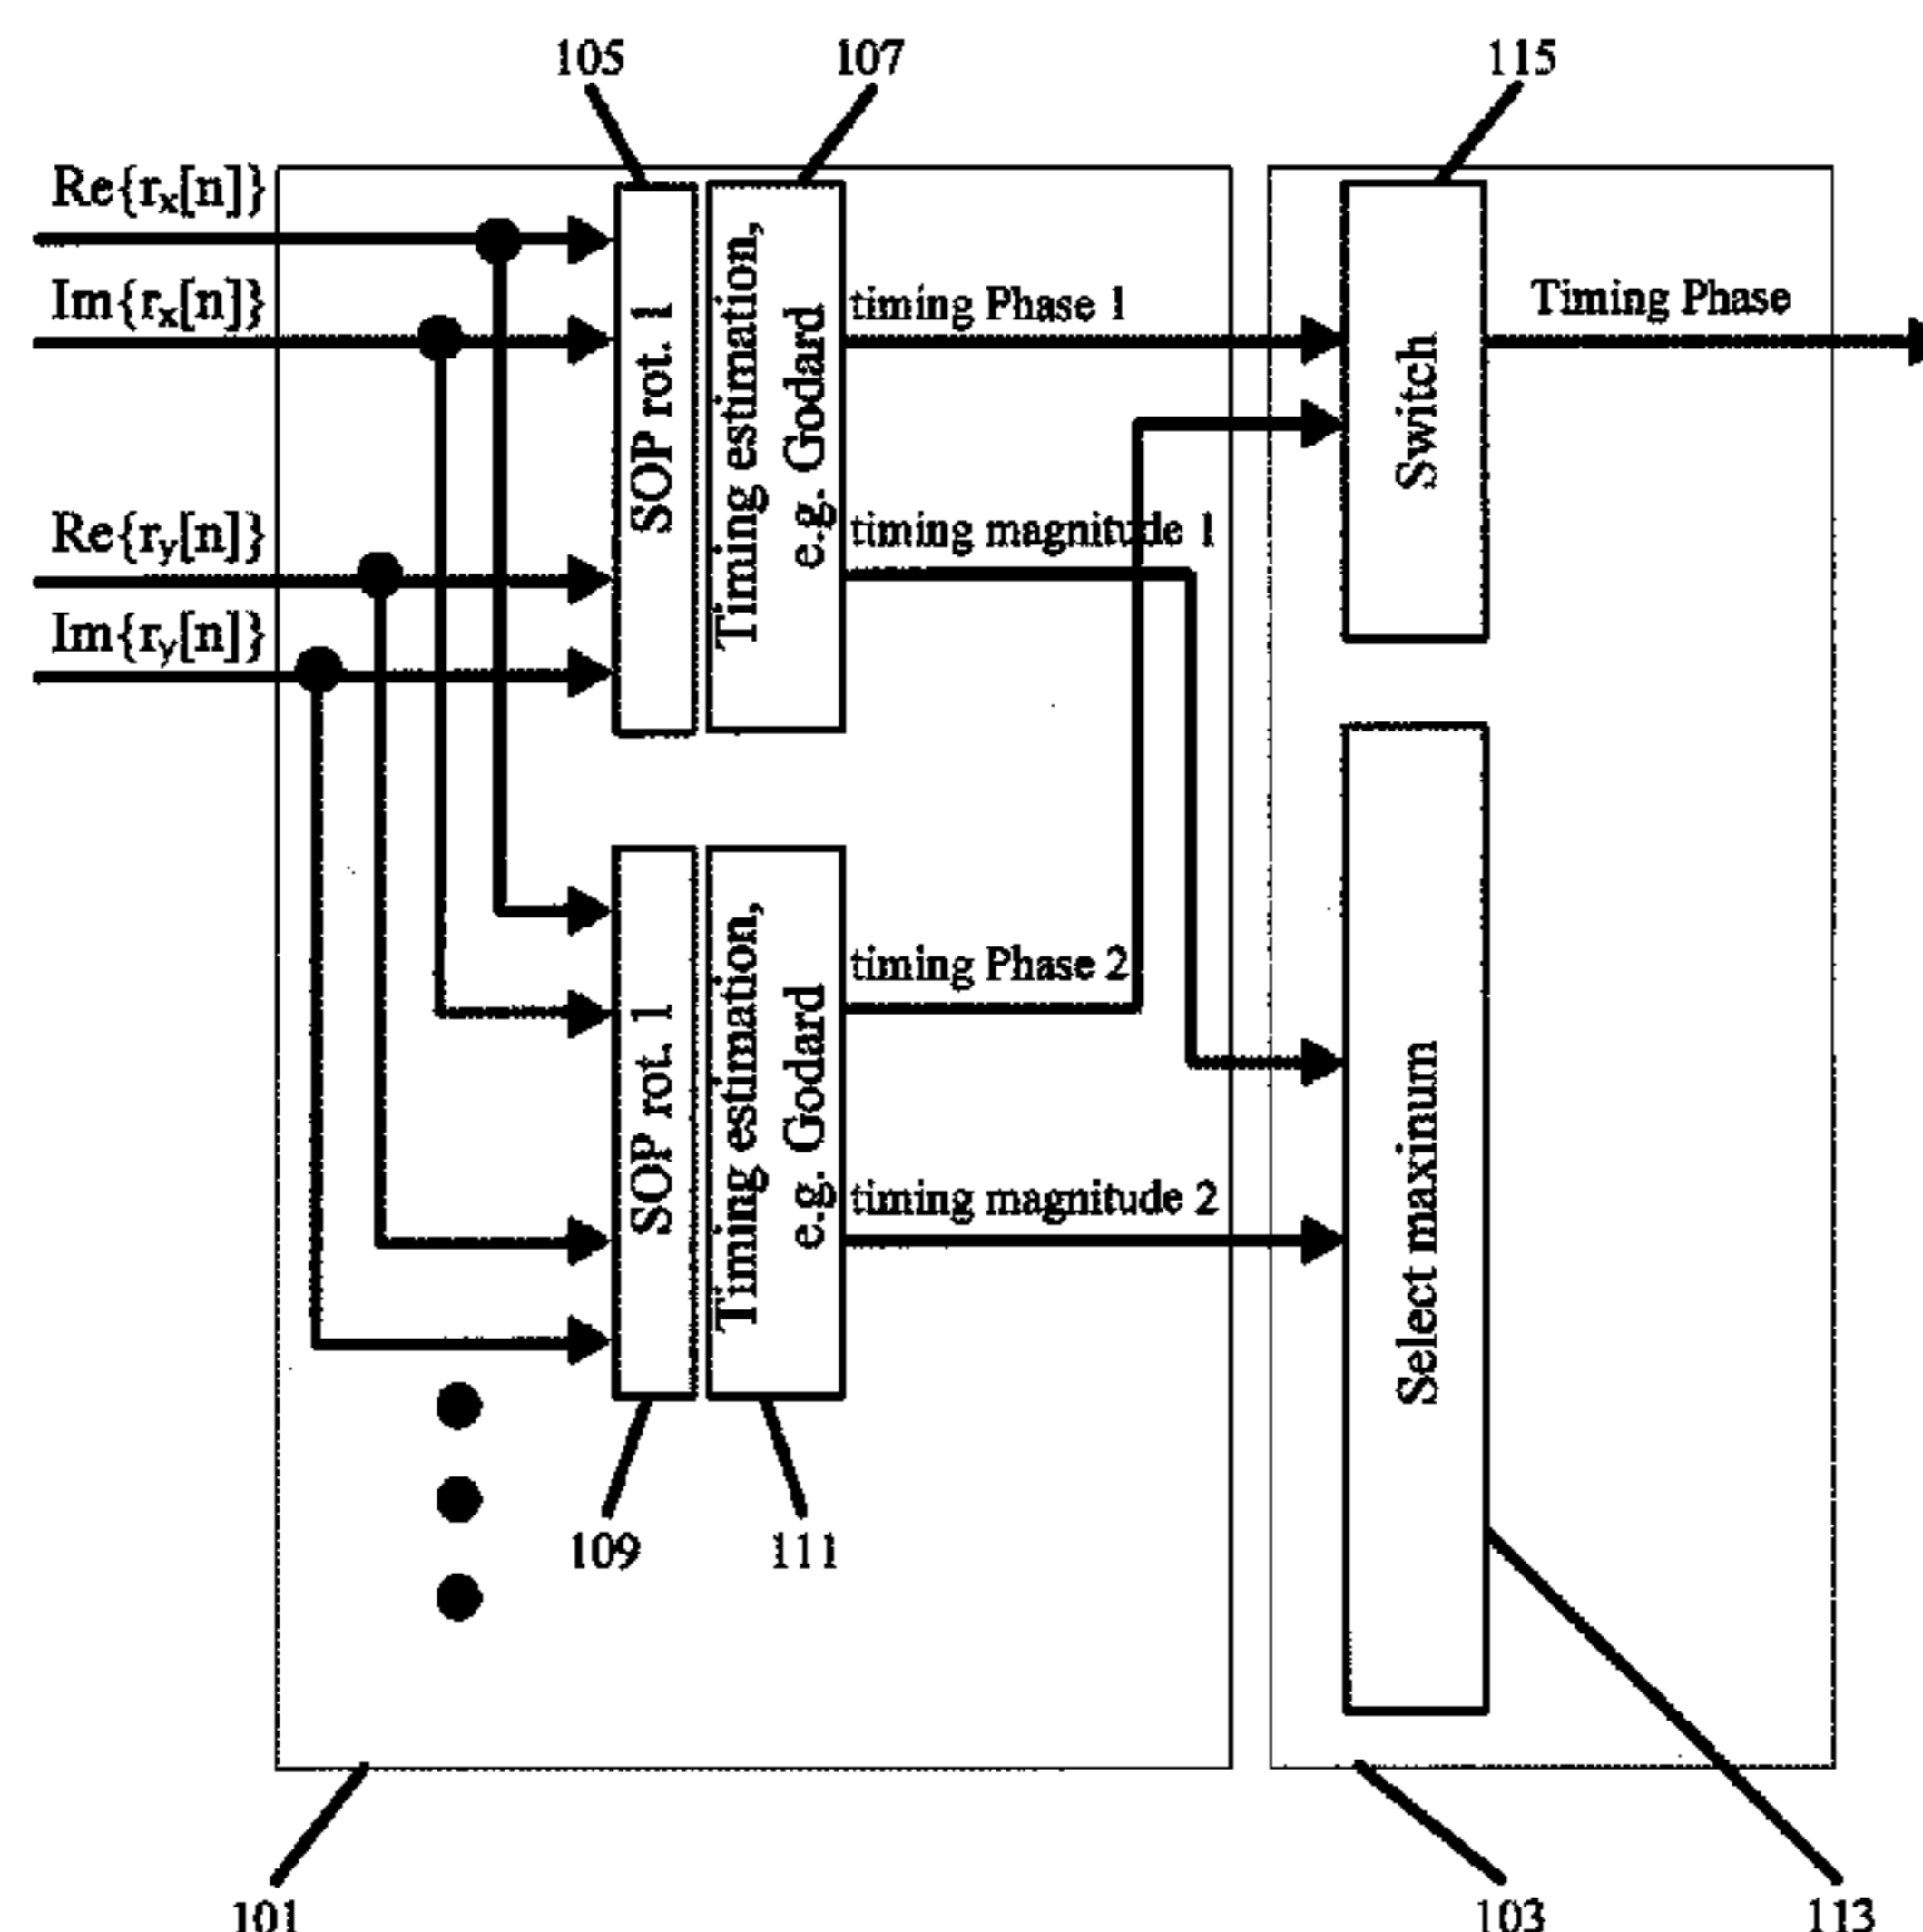 105
107
115
Re{rx[n]}
Im{rx[n]}
Re{ry[n]}
Im{ry[n]}
SOP rot. 1
Timing estimation,
e.g. Godard
timing Phase 1
timing magnitude 1
Switch
Timing Phase
SOP rot. 1
Timing estimation,
e.g. Godard
timing Phase 2
timing magnitude 2
Select maxinum
109
111
101
103
113